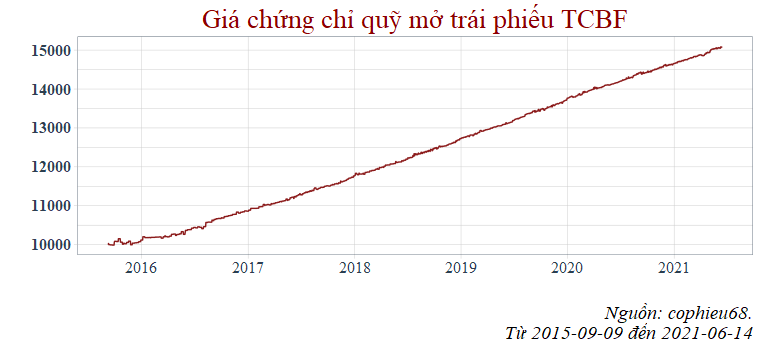 Giá chứng chỉ quỹ mở trái phiếu TCBF
15000
14000
13000
12000
11000
10000
2016 2017 2018 2019 2020 2021
Nguồn: cophieu68.
Từ 2015-09-09 đến 2021-06-14